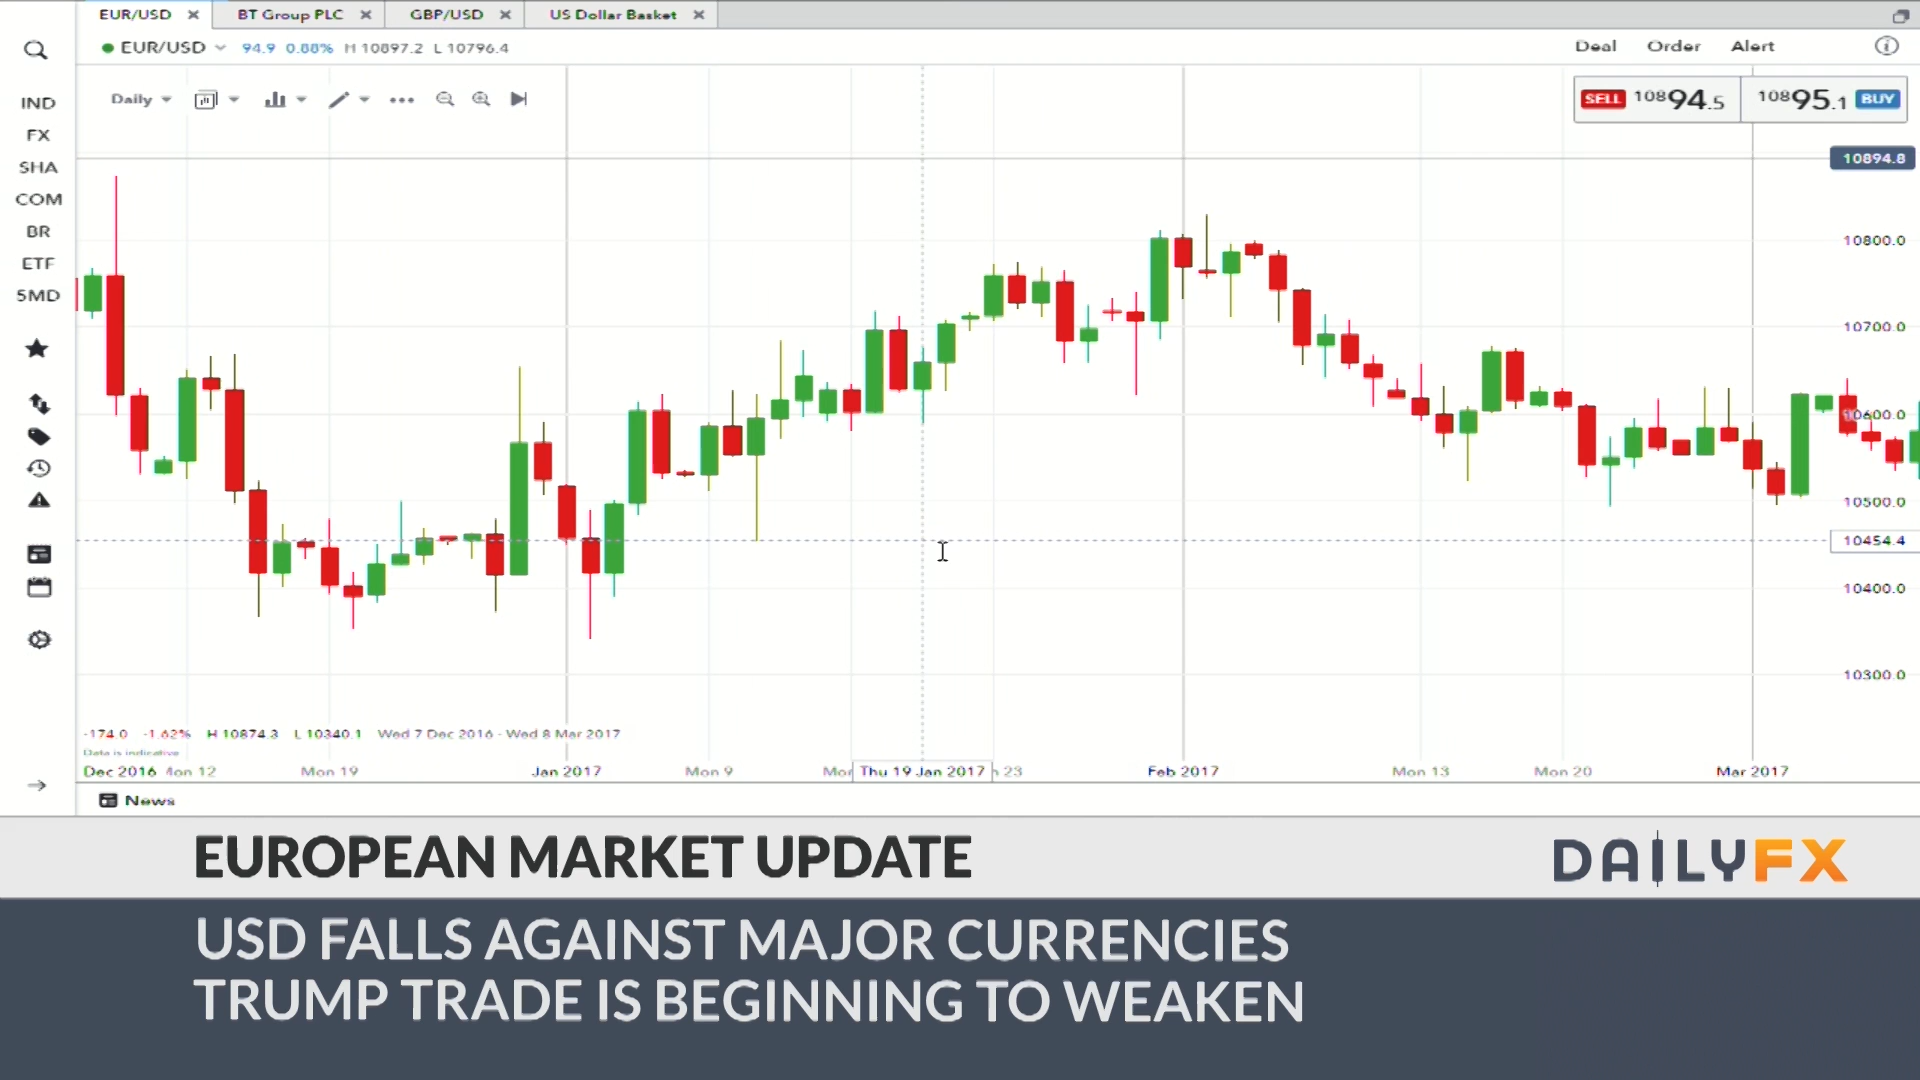 EUR/USD
BT Group PLC
GBP/USD
US Dollar Basket
EUR/USD 94.9 0.88% H 10897.2 L 10796.4
Deal Order Alert
Daily
SELL 10894.5 10895.1 BUY
IND
FX
SHA
COM
BR
ETF
5MD
10894.8
10800.0
10700.0
10600.0
10500.0
10454.4
10400.0
10300.0
-174.0 -1.62% H 10874.3 L 10340.1 Wed 7 Dec 2016 - Wed 8 Mar 2017
Data is indicative
Dec 2016 Mon 12 Mon 19 Jan 2017 Mon 9 Mon Thu 19 Jan 2017 23 Feb 2017 Mon 13 Mon 20 Mar 2017
News
EUROPEAN MARKET UPDATE
DAILYFX
USD FALLS AGAINST MAJOR CURRENCIES
TRUMP TRADE IS BEGINNING TO WEAKEN